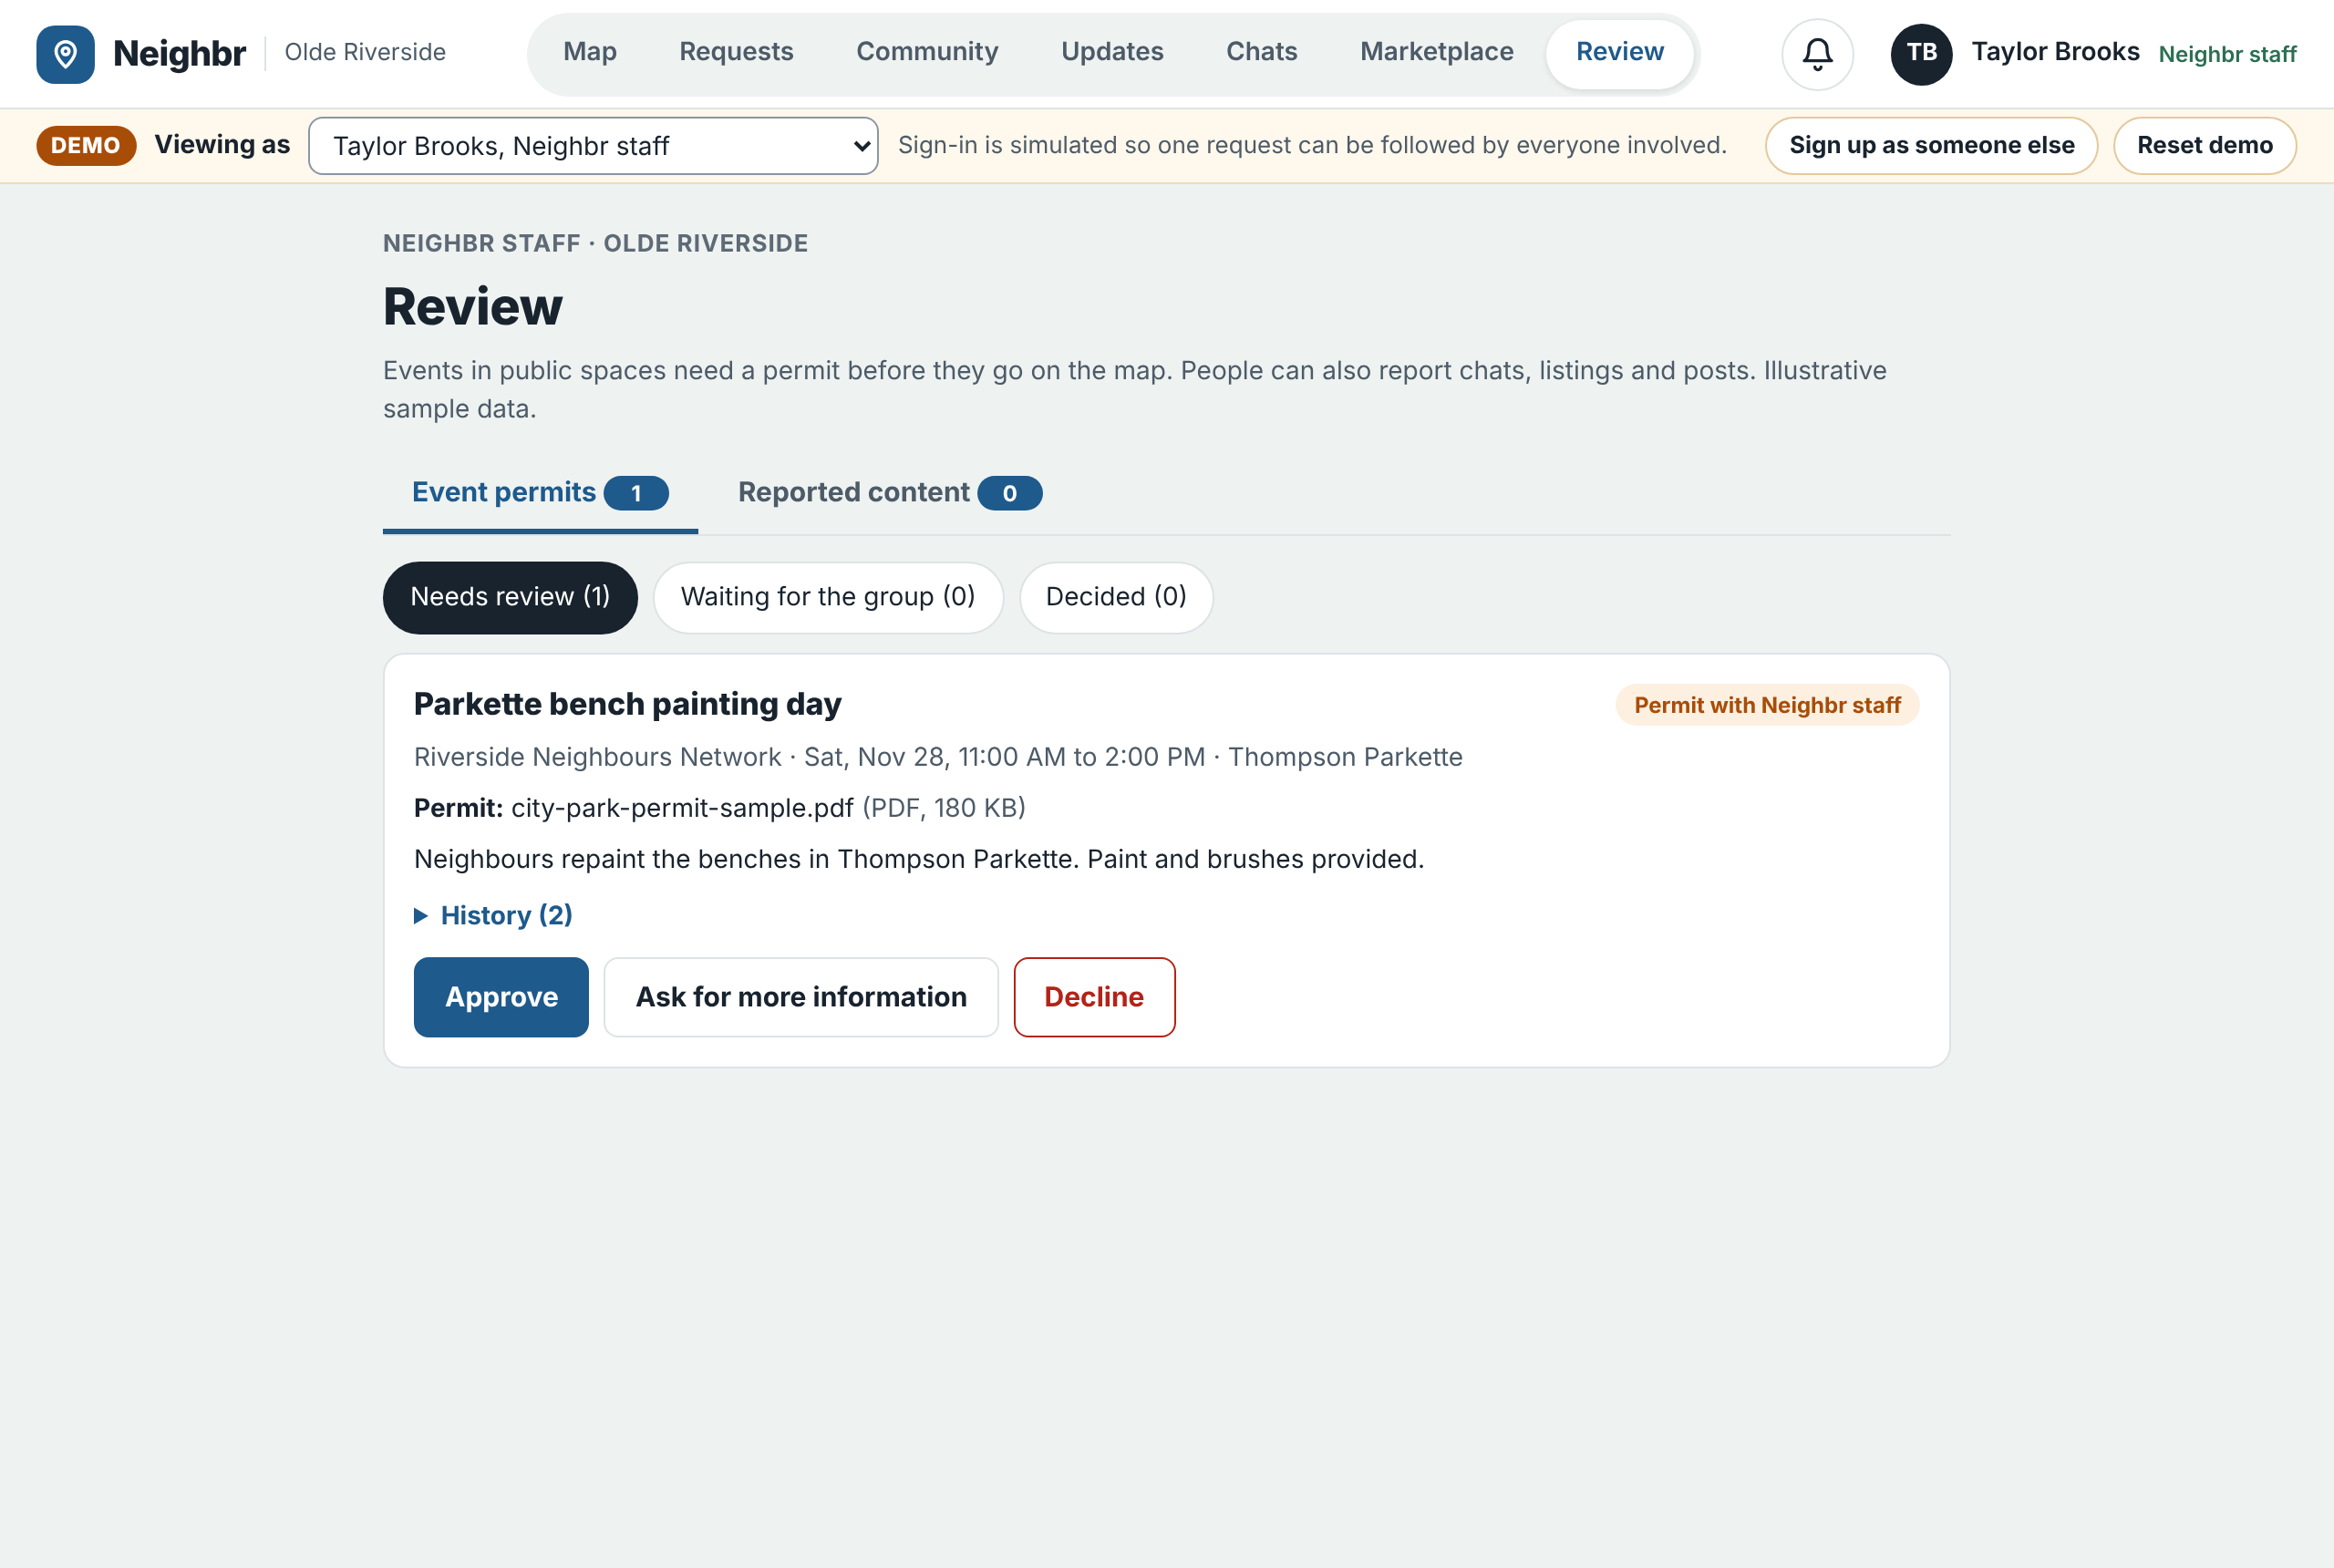 Neighbr
Olde Riverside
Map
Requests
Community
Updates
Chats
Marketplace
Review
TB
Taylor Brooks
Neighbr staff
DEMO
Viewing as
Taylor Brooks, Neighbr staff
Sign-in is simulated so one request can be followed by everyone involved.
Sign up as someone else
Reset demo
NEIGHBR STAFF · OLDE RIVERSIDE
Review
Events in public spaces need a permit before they go on the map. People can also report chats, listings and posts. Illustrative
sample data.
Event permits 1
Reported content 0
Needs review (1)
Waiting for the group (0)
Decided (0)
Parkette bench painting day
Permit with Neighbr staff
Riverside Neighbours Network · Sat, Nov 28, 11:00 AM to 2:00 PM · Thompson Parkette
Permit: city-park-permit-sample.pdf (PDF, 180 KB)
Neighbours repaint the benches in Thompson Parkette. Paint and brushes provided.
History (2)
Approve
Ask for more information
Decline